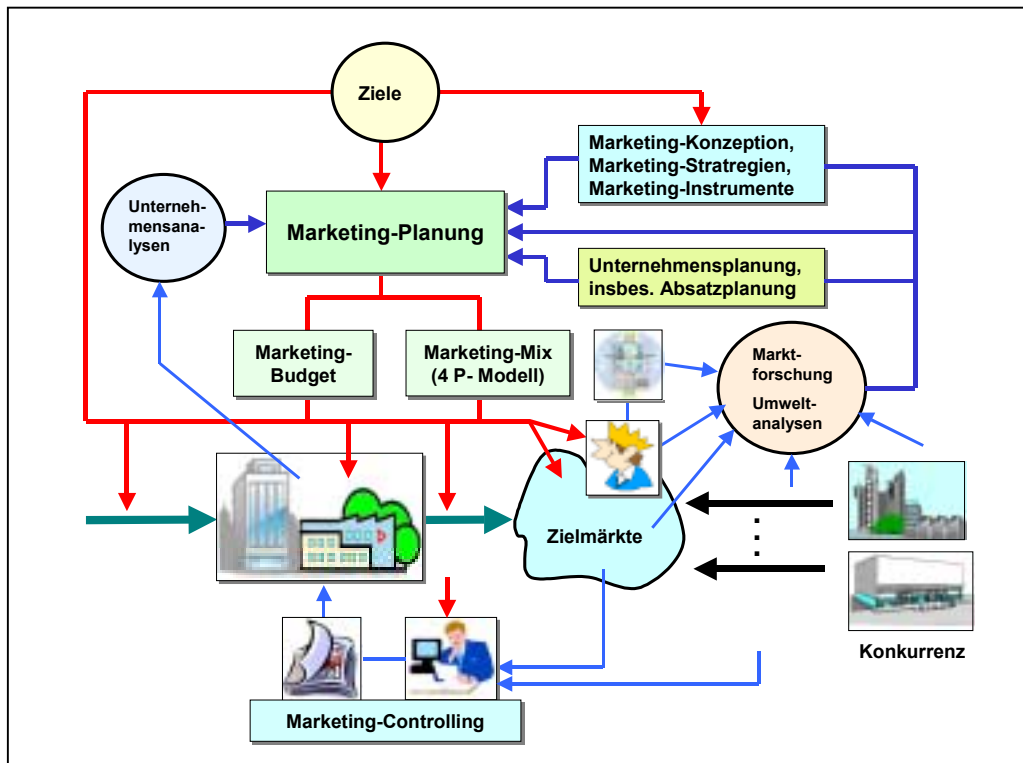 Ziele
Marketing-Konzeption,
Marketing-Stratregien,
Marketing-Instrumente
Unterneh-
mensana-
lysen
Marketing-Planung
Unternehmensplanung,
insbes. Absatzplanung
Marketing-
Budget
Marketing-Mix
(4 P- Modell)
Markt-
forschung
Umwelt-
analysen
Zielmärkte
Konkurrenz
Marketing-Controlling